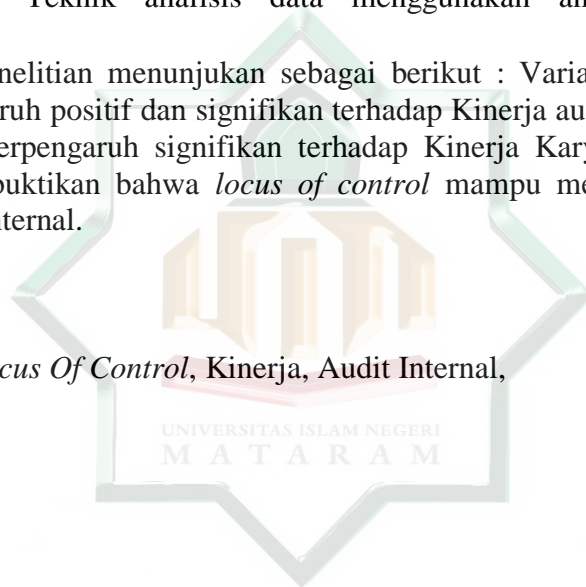 Teknik analisis data menggunakan an
nelitian menunjukan sebagai berikut : Varia
ruh positif dan signifikan terhadap Kinerja au
erpengaruh signifikan terhadap Kinerja Kary
buktikan bahwa locus of control mampu me
nternal.
cus Of Control, Kinerja, Audit Internal,
UNIVERSITAS ISLAM NEGERI
MATARAM